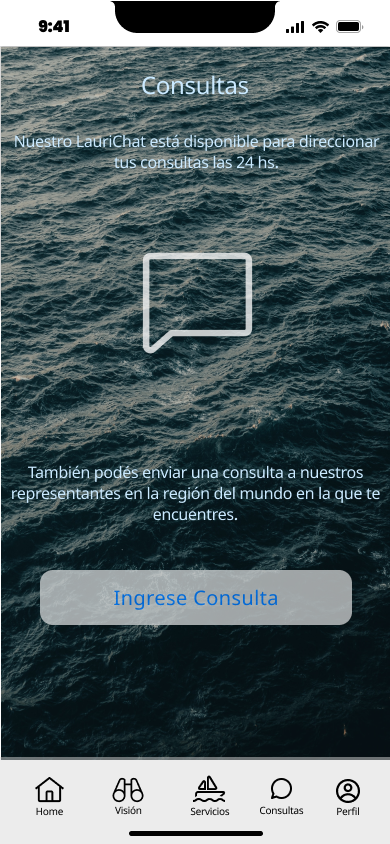 9:41
Consultas
Nuestro LauriChat está disponible para direccionar
tus consultas las 24 hs.
También podés enviar una consulta a nuestros
representantes en la región del mundo en la que te
encuentres.
Ingrese Consulta
Home
Visión
Servicios
Consultas
Perfil